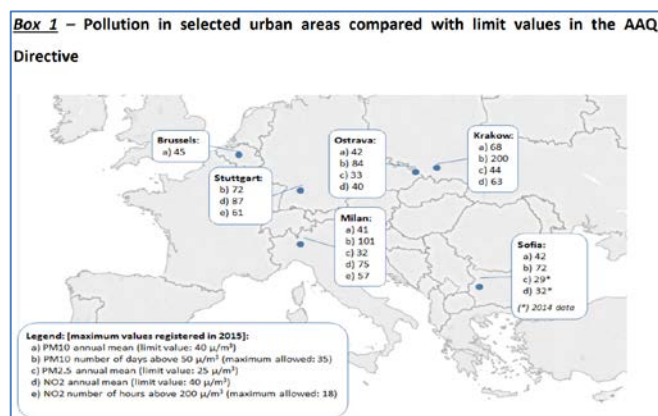 Box 1 – Pollution in selected urban areas compared with limit values in the AAQ
Directive
Brussels:
a) 45
Stuttgart:
b) 72
d) 87
e) 61
Ostrava:
a) 42
b) 84
c) 33
d) 40
Krakow:
a) 68
b) 200
c) 44
d) 63
Milan:
a) 41
b) 101
c) 32
d) 75
e) 57
Sofia:
a) 42
b) 72
c) 29*
d) 32*
(*) 2014 data
Legend: [maximum values registered in 2015]:
a) PM10 annual mean (limit value: 40 µ/m³)
b) PM10 number of days above 50 µ/m³ (maximum allowed: 35)
c) PM2.5 annual mean (limit value: 25 µ/m³)
d) NO2 annual mean (limit value: 40 µ/m³)
e) NO2 number of hours above 200 µ/m³ (maximum allowed: 18)